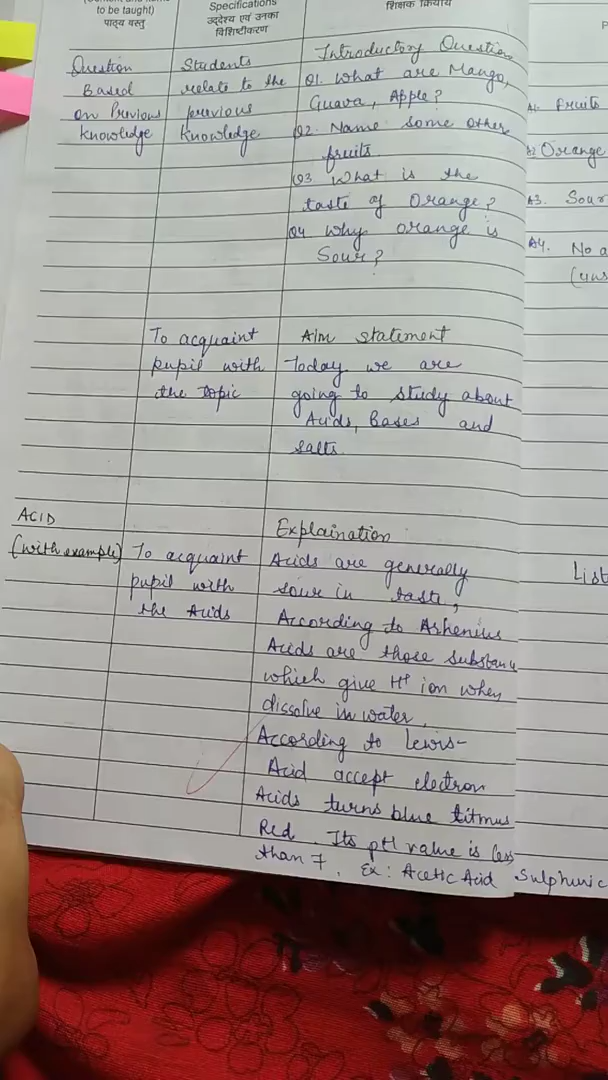 to be taught)
पाठ्य वस्तु
Specifications
उद्देश्य एवं उनका
विशिष्टीकरण
शिक्षक क्रियायें
Question
Based
on Previous
knowledge
Students
relate to the
previous
knowledge
Introductory Question
Q1. What are Mango,
Guava, Apple?
Q2. Name some other
fruits
Q3. What is the
taste of Orange?
Q4 Why orange is
Sour?
A1. fruits
Orange
A3. Sour
A4. No a
To acquaint
pupil with
the topic
Aim statement
Today we are
going to study about
Acids, Bases and
salts.
ACID
(with example)
To acquaint
pupil with
the Acids
Explaination
Acids are generally
sour in taste,
According to Arhenius
Acids are those substance
which give H+ ion when
dissolve in water.
According to Lewis-
Acid accept electron
Acids turns blue litmus
Red. Its pH value is less
than 7. Ex: Acetic Acid Sulphuric
List